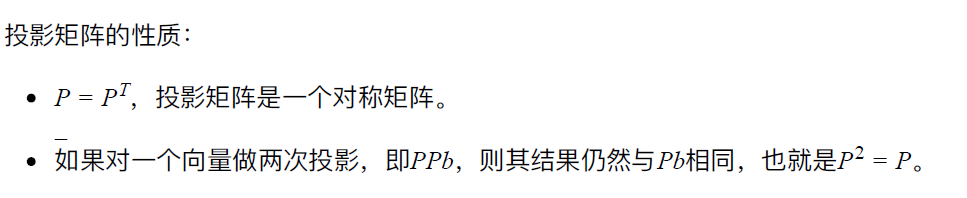 投影矩阵的性质：
• P = P^T，投影矩阵是一个对称矩阵。
• 如果对一个向量做两次投影，即PPb，则其结果仍然与Pb相同，也就是P² = P。